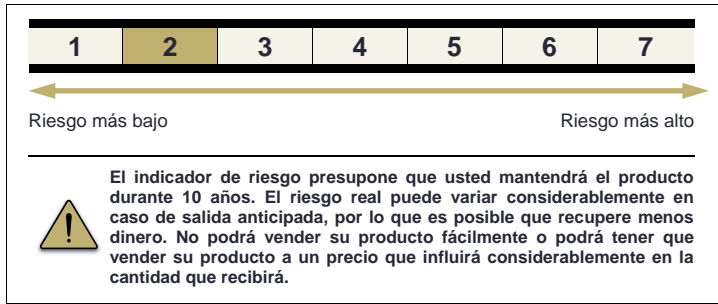 1 2 3 4 5 6 7
Riesgo más bajo Riesgo más alto
El indicador de riesgo presupone que usted mantendrá el producto
durante 10 años. El riesgo real puede variar considerablemente en
caso de salida anticipada, por lo que es posible que recupere menos
dinero. No podrá vender su producto fácilmente o podrá tener que
vender su producto a un precio que influirá considerablemente en la
cantidad que recibirá.